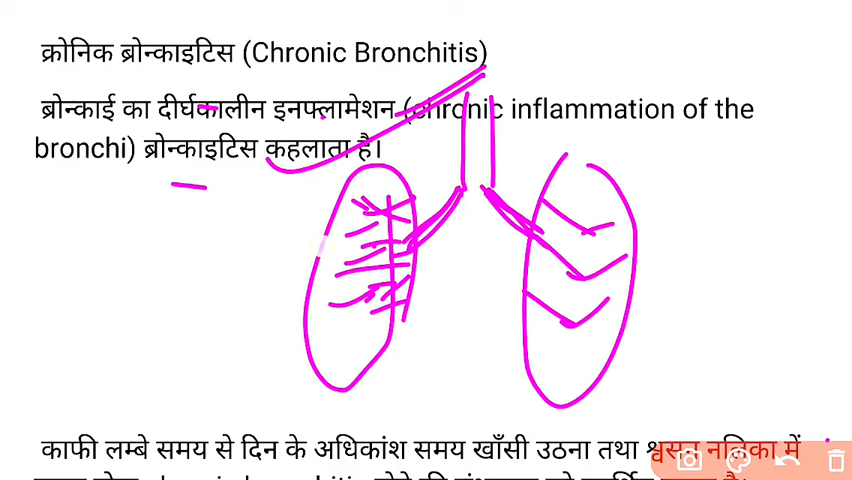 क्रोनिक ब्रोन्काइटिस (Chronic Bronchitis)
ब्रोन्काई का दीर्घकालीन इनफ्लामेशन (chronic inflammation of the
bronchi) ब्रोन्काइटिस कहलाता है।
काफी लम्बे समय से दिन के अधिकांश समय खाँसी उठना तथा श्वसन नलिका में